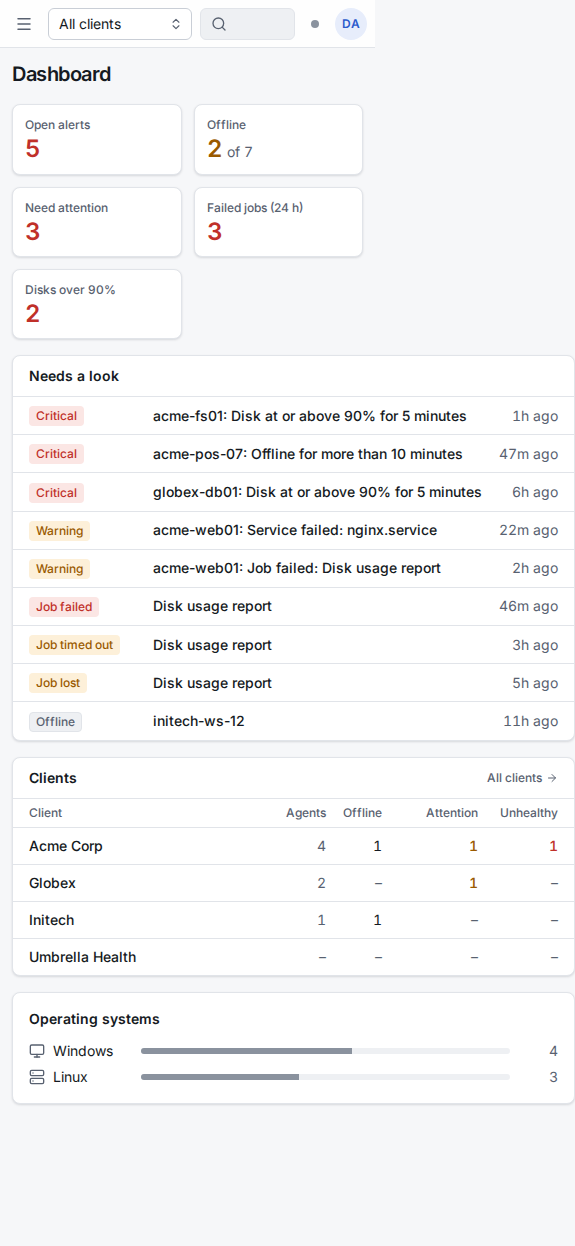 All clients DA
Dashboard
Open alerts
5
Offline
2 of 7
Need attention
3
Failed jobs (24 h)
3
Disks over 90%
2
Needs a look
Critical acme-fs01: Disk at or above 90% for 5 minutes 1h ago
Critical acme-pos-07: Offline for more than 10 minutes 47m ago
Critical globex-db01: Disk at or above 90% for 5 minutes 6h ago
Warning acme-web01: Service failed: nginx.service 22m ago
Warning acme-web01: Job failed: Disk usage report 2h ago
Job failed Disk usage report 46m ago
Job timed out Disk usage report 3h ago
Job lost Disk usage report 5h ago
Offline initech-ws-12 11h ago
Clients All clients →
Client Agents Offline Attention Unhealthy
Acme Corp 4 1 1 1
Globex 2 – 1 –
Initech 1 1 – –
Umbrella Health – – – –
Operating systems
Windows 4
Linux 3